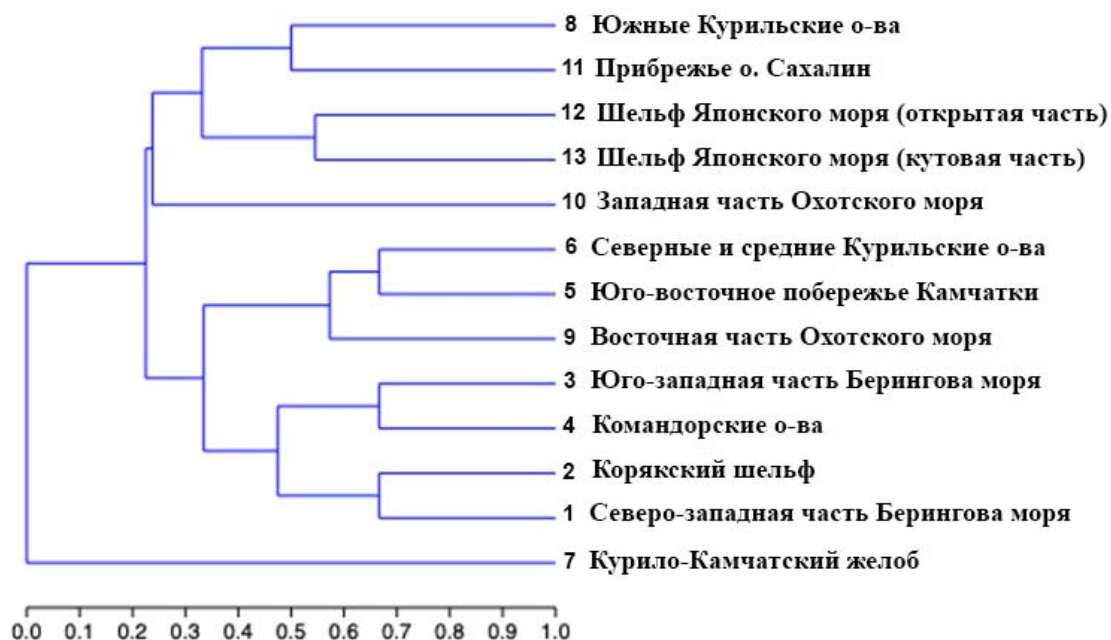 8 Южные Курильские о-ва
11 Прибрежье о. Сахалин
12 Шельф Японского моря (открытая часть)
13 Шельф Японского моря (кутовая часть)
10 Западная часть Охотского моря
6 Северные и средние Курильские о-ва
5 Юго-восточное побережье Камчатки
9 Восточная часть Охотского моря
3 Юго-западная часть Берингова моря
4 Командорские о-ва
2 Корякский шельф
1 Северо-западная часть Берингова моря
7 Курило-Камчатский желоб
0.0 0.1 0.2 0.3 0.4 0.5 0.6 0.7 0.8 0.9 1.0